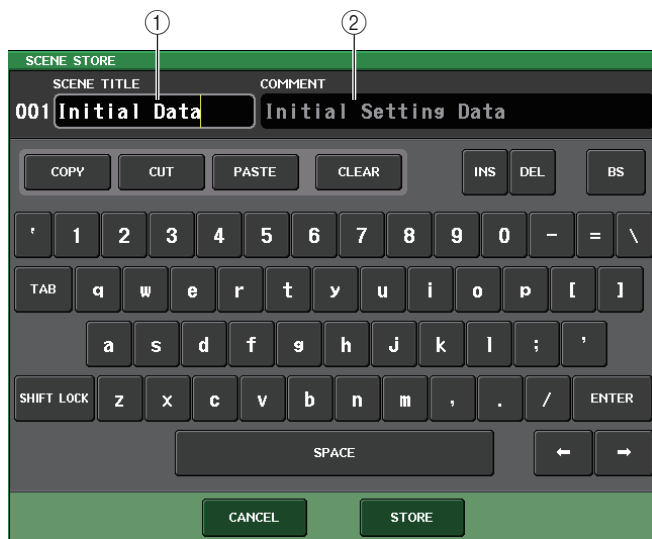 ① ②
SCENE STORE
SCENE TITLE COMMENT
001 Initial Data Initial Setting Data
COPY CUT PASTE CLEAR INS DEL BS
' 1 2 3 4 5 6 7 8 9 0 - = \
TAB q w e r t y u i o p [ ]
a s d f g h j k l ; '
SHIFT LOCK z x c v b n m , . / ENTER
SPACE ← →
CANCEL STORE